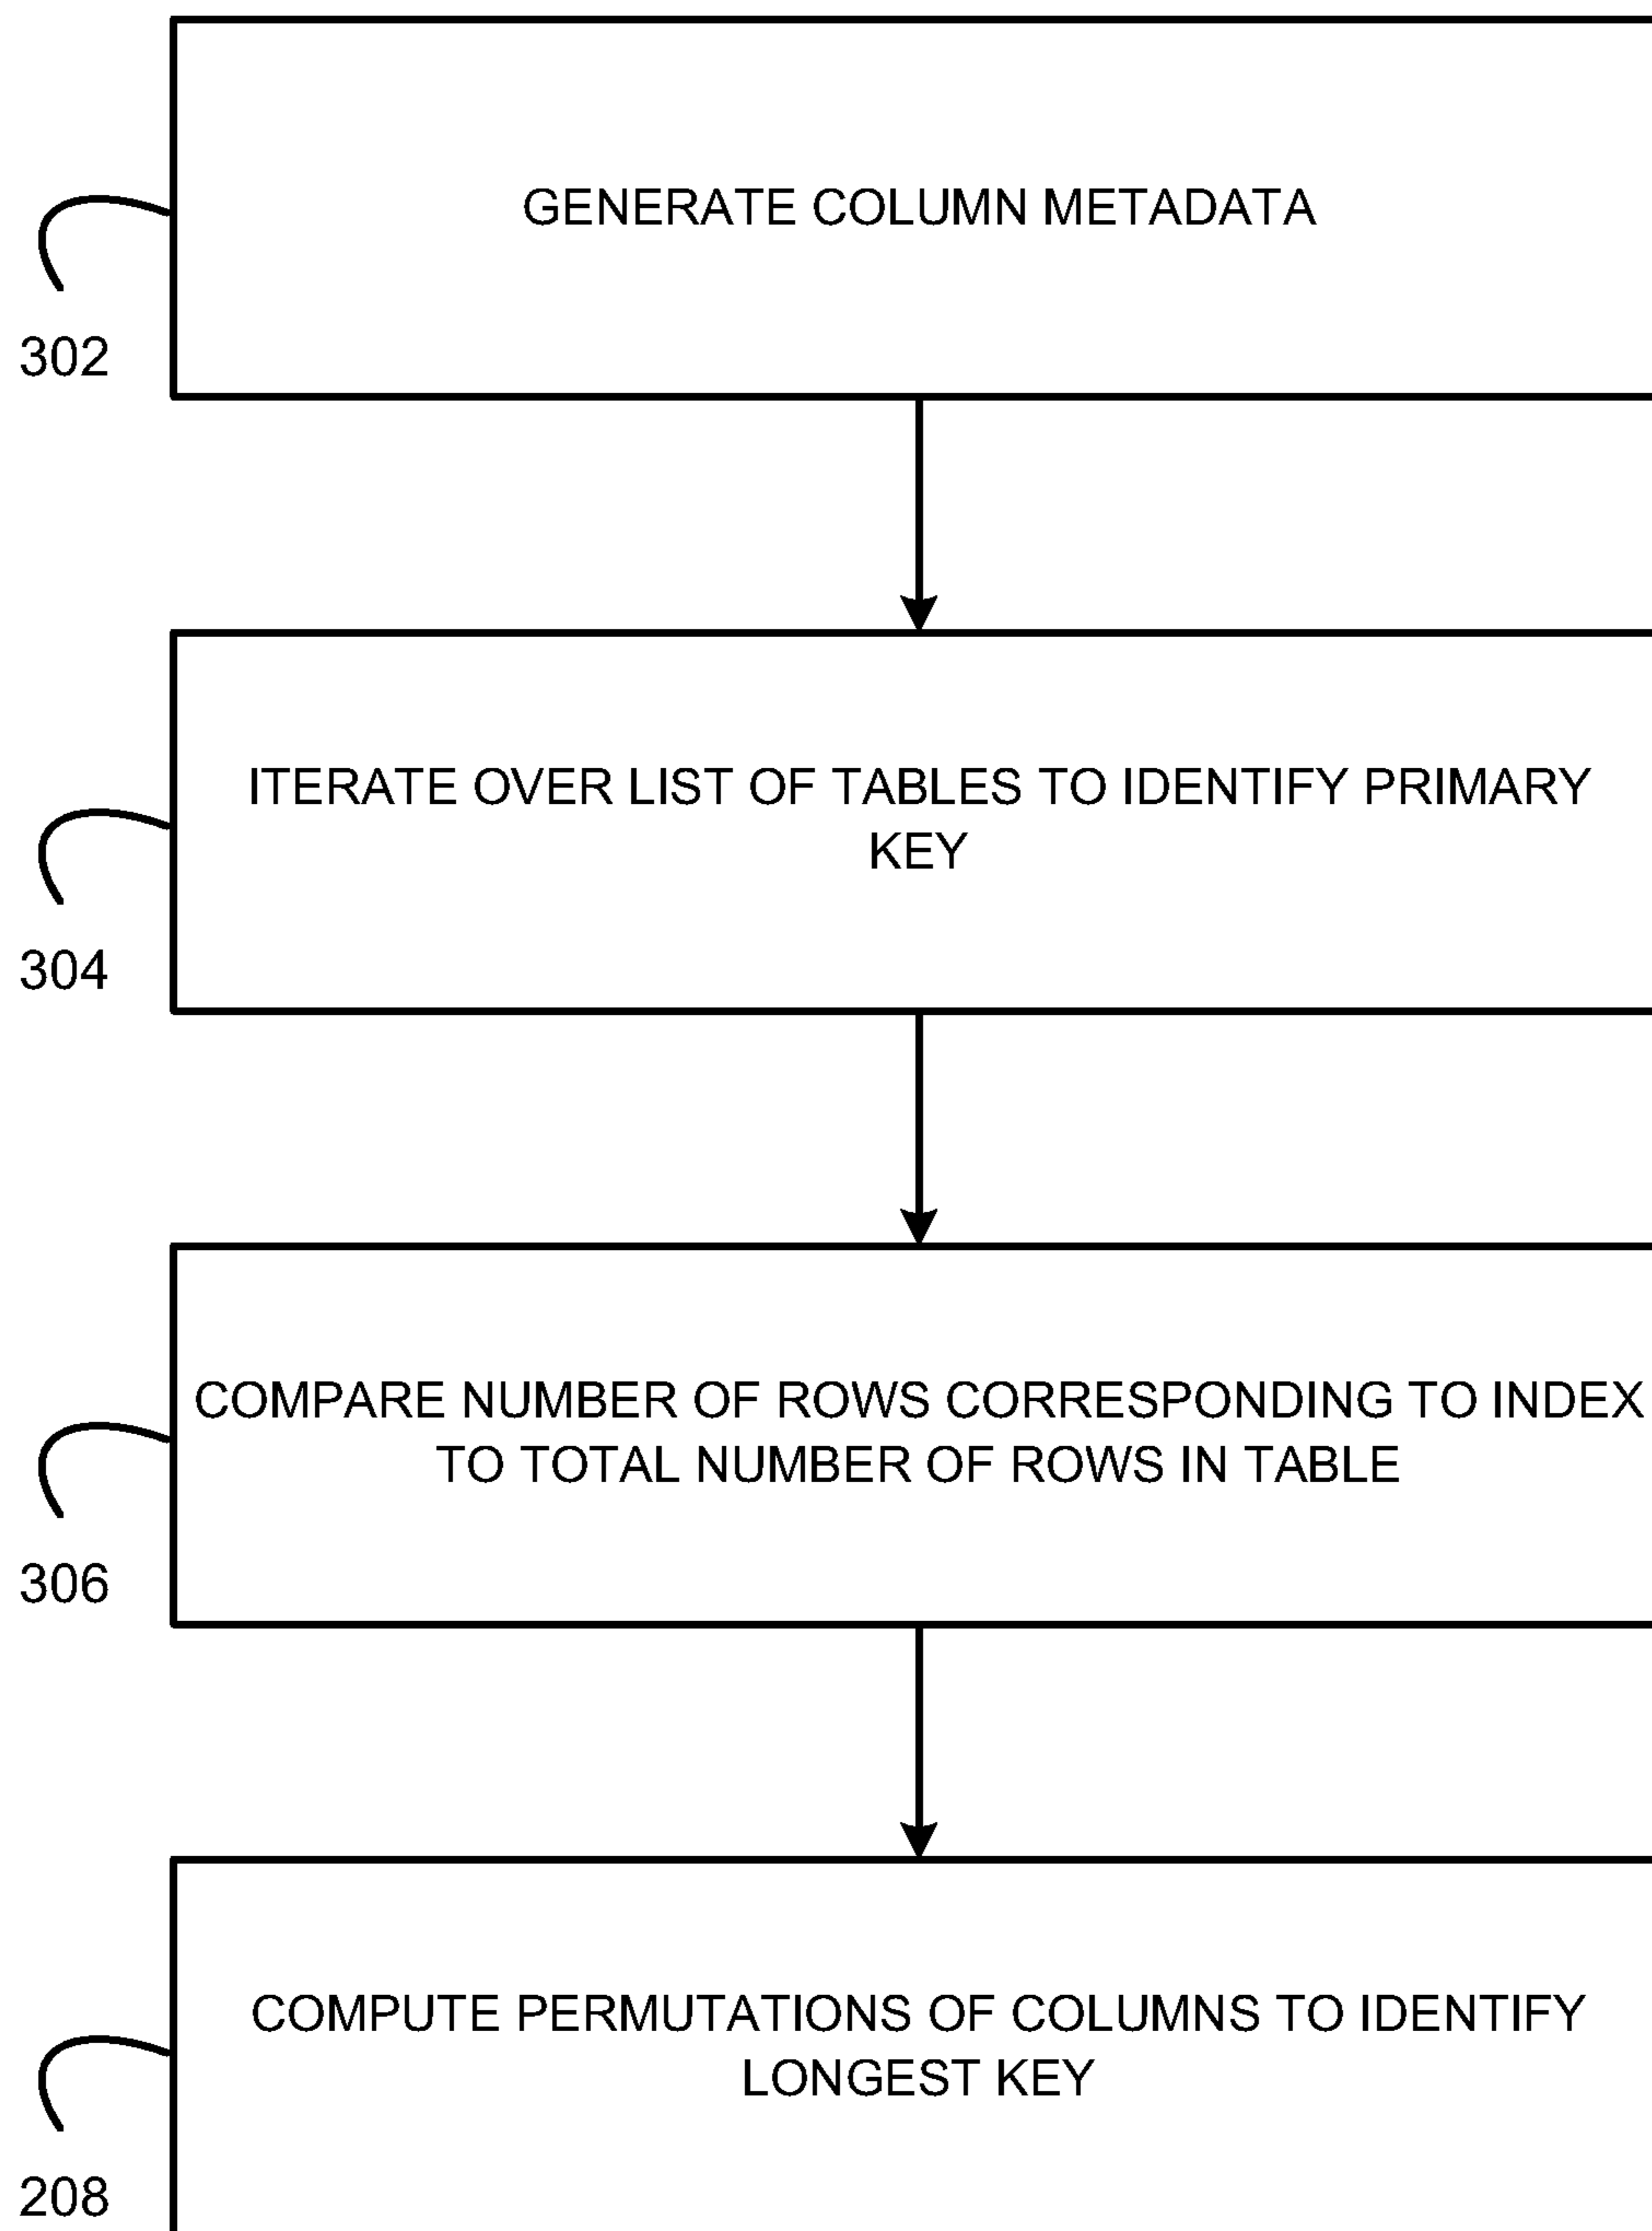 GENERATE COLUMN METADATA
302
ITERATE OVER LIST OF TABLES TO IDENTIFY PRIMARY
KEY
304
COMPARE NUMBER OF ROWS CORRESPONDING TO INDEX
TO TOTAL NUMBER OF ROWS IN TABLE
306
COMPUTE PERMUTATIONS OF COLUMNS TO IDENTIFY
LONGEST KEY
208